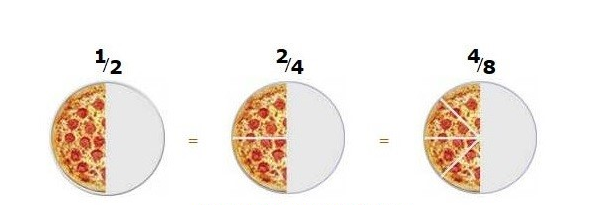 1/2 2/4 4/8
= =